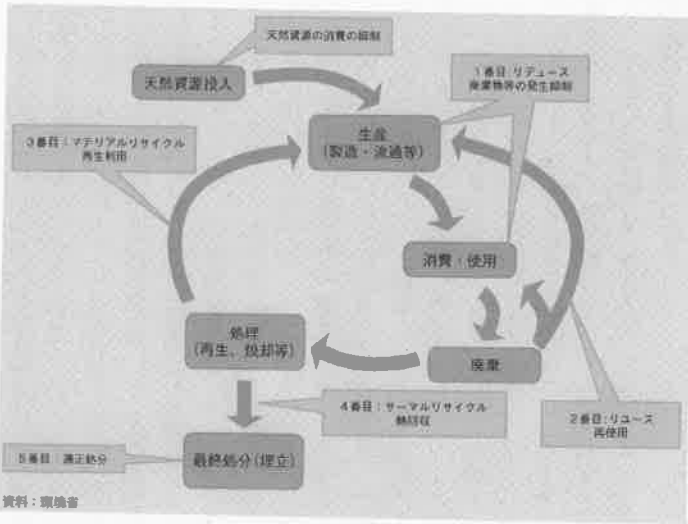 天然資源の消費の抑制
天然資源投入
1番目:リデュース
廃棄物等の発生抑制
生産
(製造・流通等)
3番目:マテリアルリサイクル
再生利用
消費・使用
処理
(再生、焼却等)
廃棄
4番目:サーマルリサイクル
熱回収
2番目:リユース
再使用
5番目:適正処分
最終処分(埋立)
資料:環境省